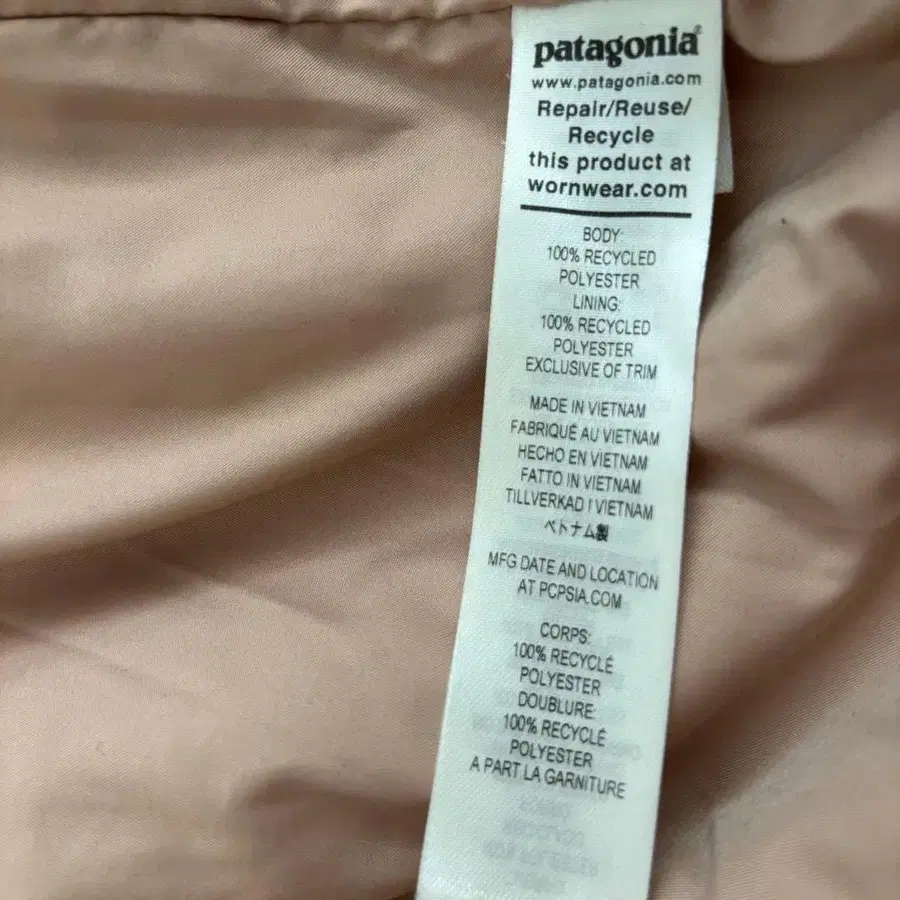 patagonia®
www.patagonia.com
Repair/Reuse/
Recycle
this product at
wornwear.com
BODY:
100% RECYCLED
POLYESTER
LINING:
100% RECYCLED
POLYESTER
EXCLUSIVE OF TRIM
MADE IN VIETNAM
FABRIQUÉ AU VIETNAM
HECHO EN VIETNAM
FATTO IN VIETNAM
TILLVERKAD I VIETNAM
ベトナム製
MFG DATE AND LOCATION
AT PCPSIA.COM
CORPS:
100% RECYCLÉ
POLYESTER
DOUBLURE:
100% RECYCLÉ
POLYESTER
A PART LA GARNITURE